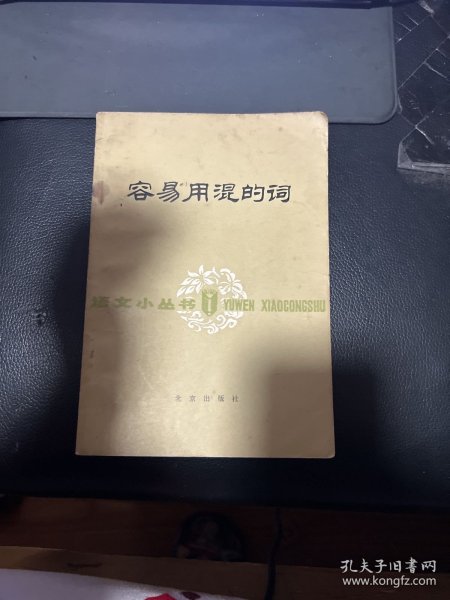 容易用混的词
语文小丛书 YUWEN XIAOCONGSHU
北京出版社
孔夫子旧书网
www.kongfz.com